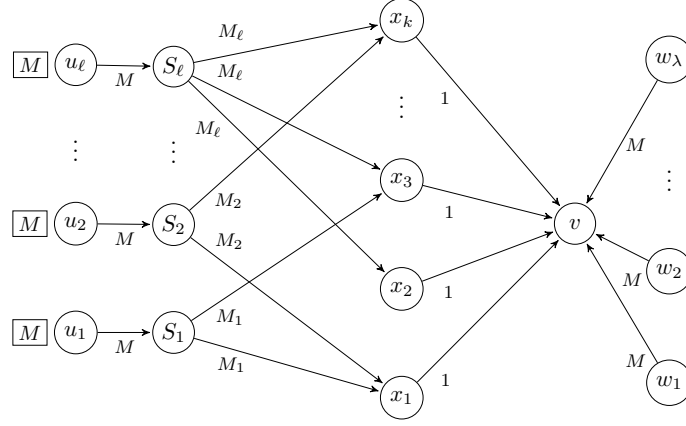 x_k
M u_ℓ M S_ℓ M_ℓ w_λ
M_ℓ
1
⋮ ⋮ M_ℓ ⋮ M ⋮
x_3
M u_2 M S_2 M_2 1 v
M_2
x_2 M w_2
1
M u_1 M S_1 M_1
M_1 1 M w_1
x_1